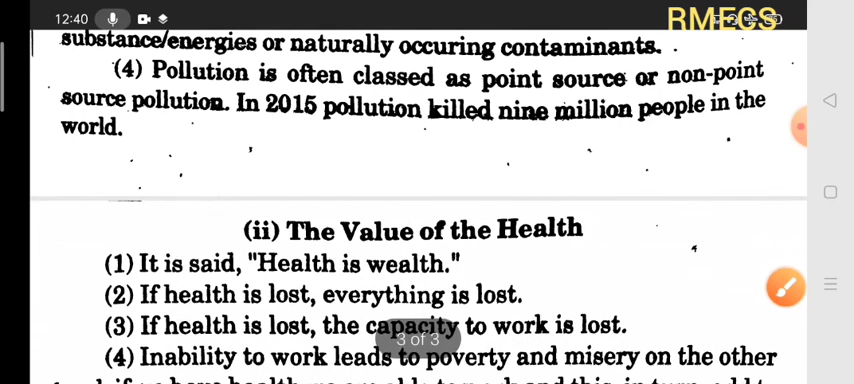 12:40
RMEGS
substance/energies or naturally occuring contaminants.
(4) Pollution is often classed as point source or non-point
source pollution. In 2015 pollution killed nine million people in the
world.
(ii) The Value of the Health
(1) It is said, "Health is wealth."
(2) If health is lost, everything is lost.
(3) If health is lost, the capacity to work is lost.
3 of 3
(4) Inability to work leads to poverty and misery on the other